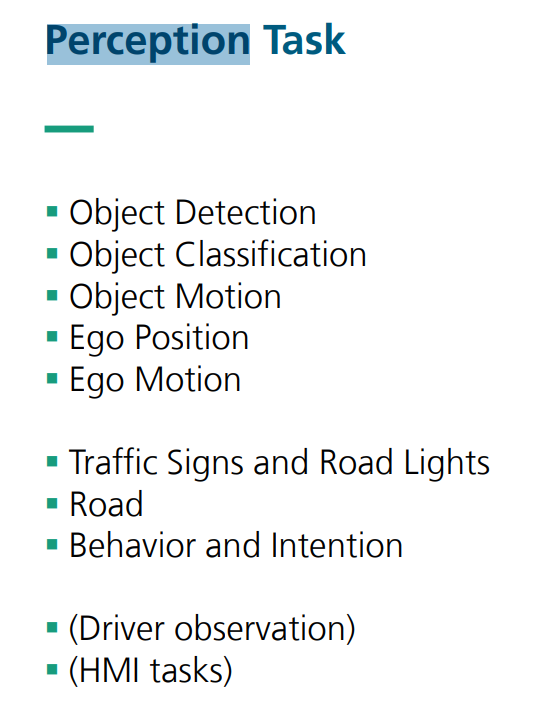 Perception Task
▪ Object Detection
▪ Object Classification
▪ Object Motion
▪ Ego Position
▪ Ego Motion
▪ Traffic Signs and Road Lights
▪ Road
▪ Behavior and Intention
▪ (Driver observation)
▪ (HMI tasks)